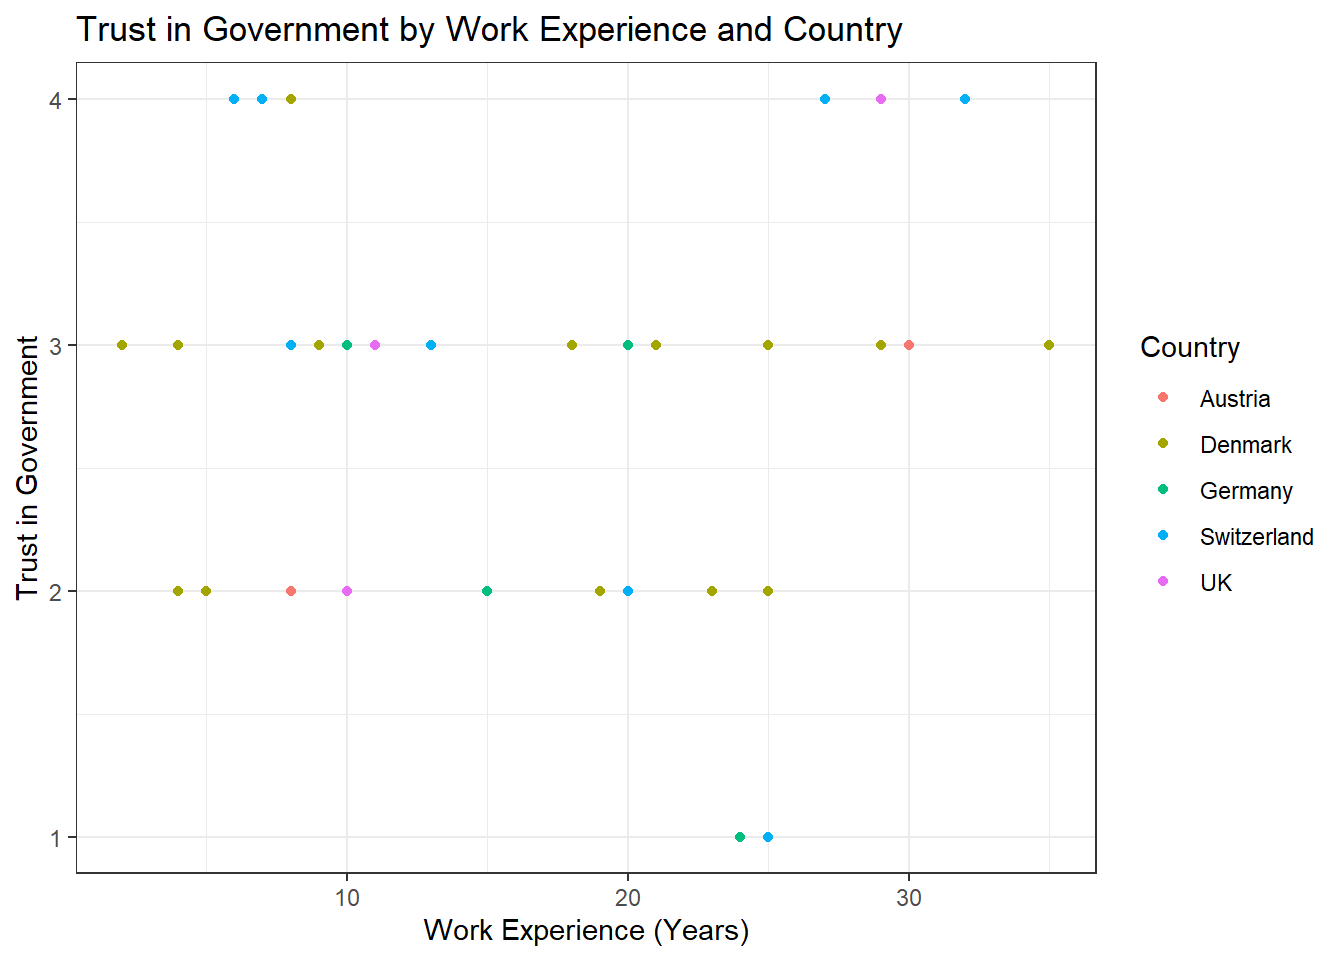 Trust in Government by Work Experience and Country
Trust in Government
4
3
2
1
10 20 30
Work Experience (Years)
Country
Austria
Denmark
Germany
Switzerland
UK